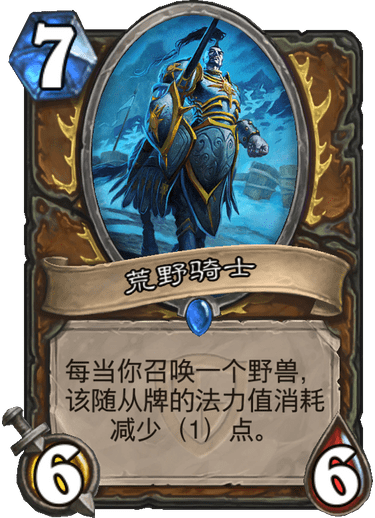 7
荒野骑士
每当你召唤一个野兽，
该随从牌的法力值消耗
减少（1）点。
6
6